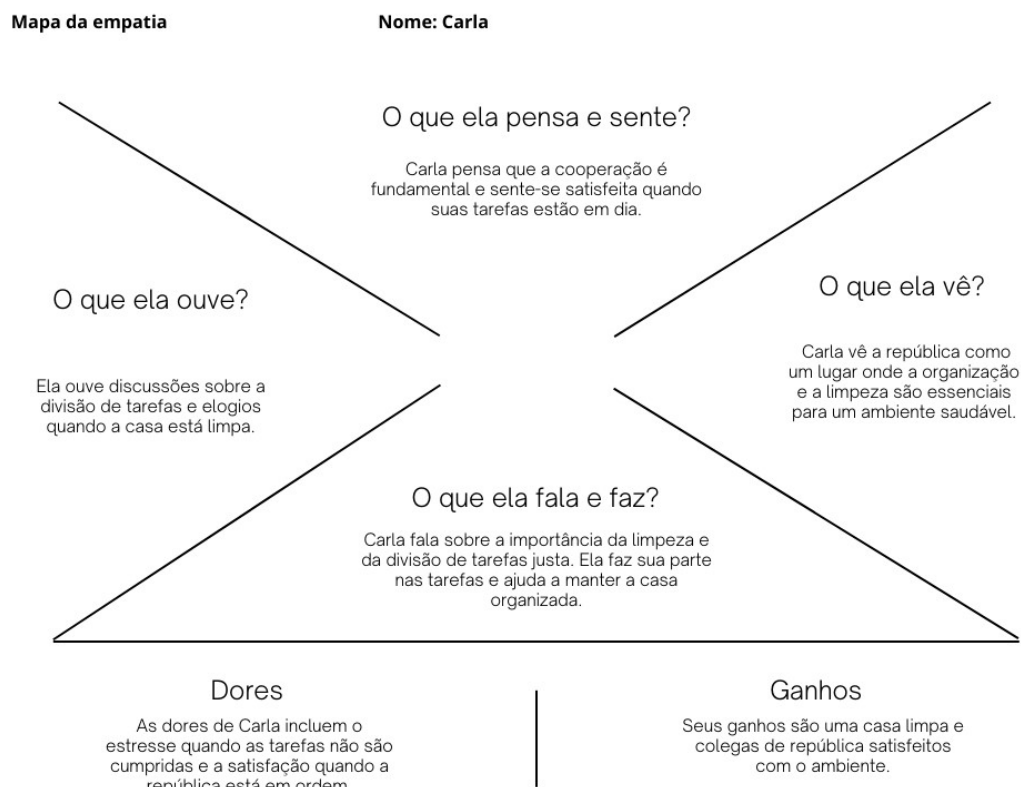 Mapa da empatia
Nome: Carla
O que ela pensa e sente?
Carla pensa que a cooperação é
fundamental e sente-se satisfeita quando
suas tarefas estão em dia.
O que ela ouve?
Ela ouve discussões sobre a
divisão de tarefas e elogios
quando a casa está limpa.
O que ela vê?
Carla vê a república como
um lugar onde a organização
e a limpeza são essenciais
para um ambiente saudável.
O que ela fala e faz?
Carla fala sobre a importância da limpeza e
da divisão de tarefas justa. Ela faz sua parte
nas tarefas e ajuda a manter a casa
organizada.
Dores
As dores de Carla incluem o
estresse quando as tarefas não são
cumpridas e a satisfação quando a
república está em ordem
Ganhos
Seus ganhos são uma casa limpa e
colegas de república satisfeitos
com o ambiente.